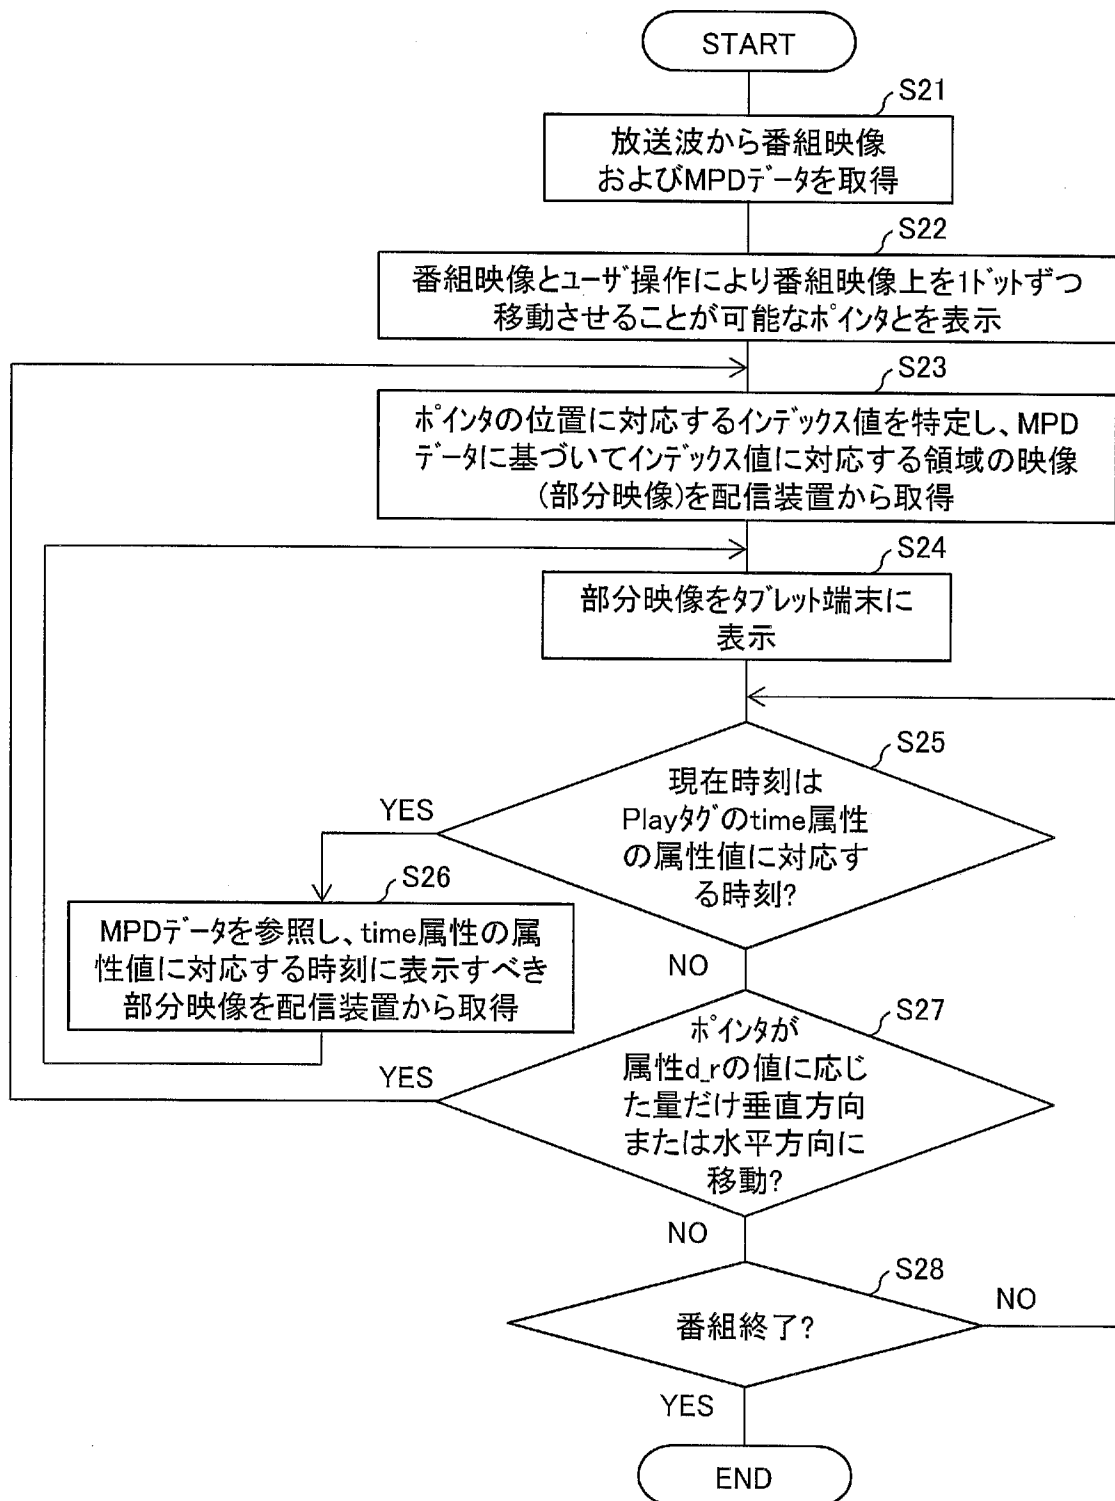 START
S21
放送波から番組映像
およびMPDデータを取得
S22
番組映像とユーザ操作により番組映像上を1ドットずつ
移動させることが可能なポインタとを表示
S23
ポインタの位置に対応するインデックス値を特定し、MPD
データに基づいてインデックス値に対応する領域の映像
(部分映像)を配信装置から取得
S24
部分映像をタブレット端末に
表示
S25
現在時刻は
Playタグのtime属性
の属性値に対応す
る時刻?
YES
S26
MPDデータを参照し、time属性の属
性値に対応する時刻に表示すべき
部分映像を配信装置から取得
NO
S27
ポインタが
属性d_rの値に応じ
た量だけ垂直方向
または水平方向に
移動?
YES
NO
S28
番組終了?
NO
YES
END